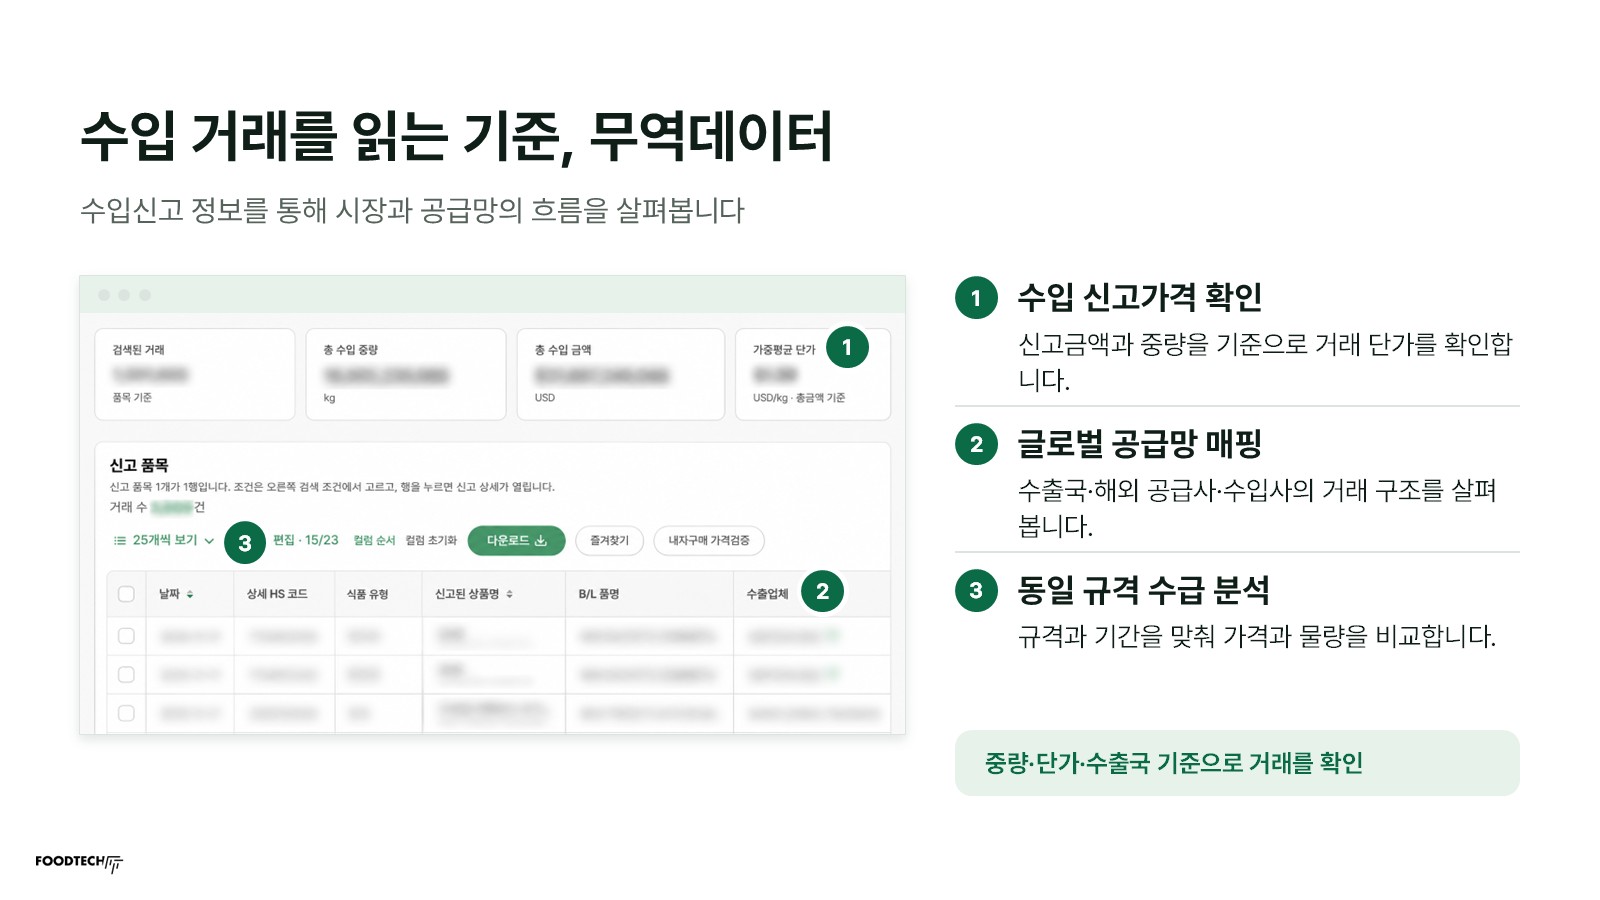 수입 거래를 읽는 기준, 무역데이터
수입신고 정보를 통해 시장과 공급망의 흐름을 살펴봅니다
검색된 거래
품목 기준
총 수입 중량
kg
총 수입 금액
USD
가중평균 단가
1
USD/kg · 총금액 기준
신고 품목
신고 품목 1개가 1행입니다. 조건은 오른쪽 검색 조건에서 고르고, 행을 누르면 신고 상세가 열립니다.
거래 수 건
25개씩 보기 3 편집 · 15/23 컬럼 순서 컬럼 초기화 다운로드 즐겨찾기 내자구매 가격검증
날짜 상세 HS 코드 식품 유형 신고된 상품명 B/L 품명 수출업체 2
1 수입 신고가격 확인
신고금액과 중량을 기준으로 거래 단가를 확인합
니다.
2 글로벌 공급망 매핑
수출국·해외 공급사·수입사의 거래 구조를 살펴
봅니다.
3 동일 규격 수급 분석
규격과 기간을 맞춰 가격과 물량을 비교합니다.
중량·단가·수출국 기준으로 거래를 확인
FOODTECH